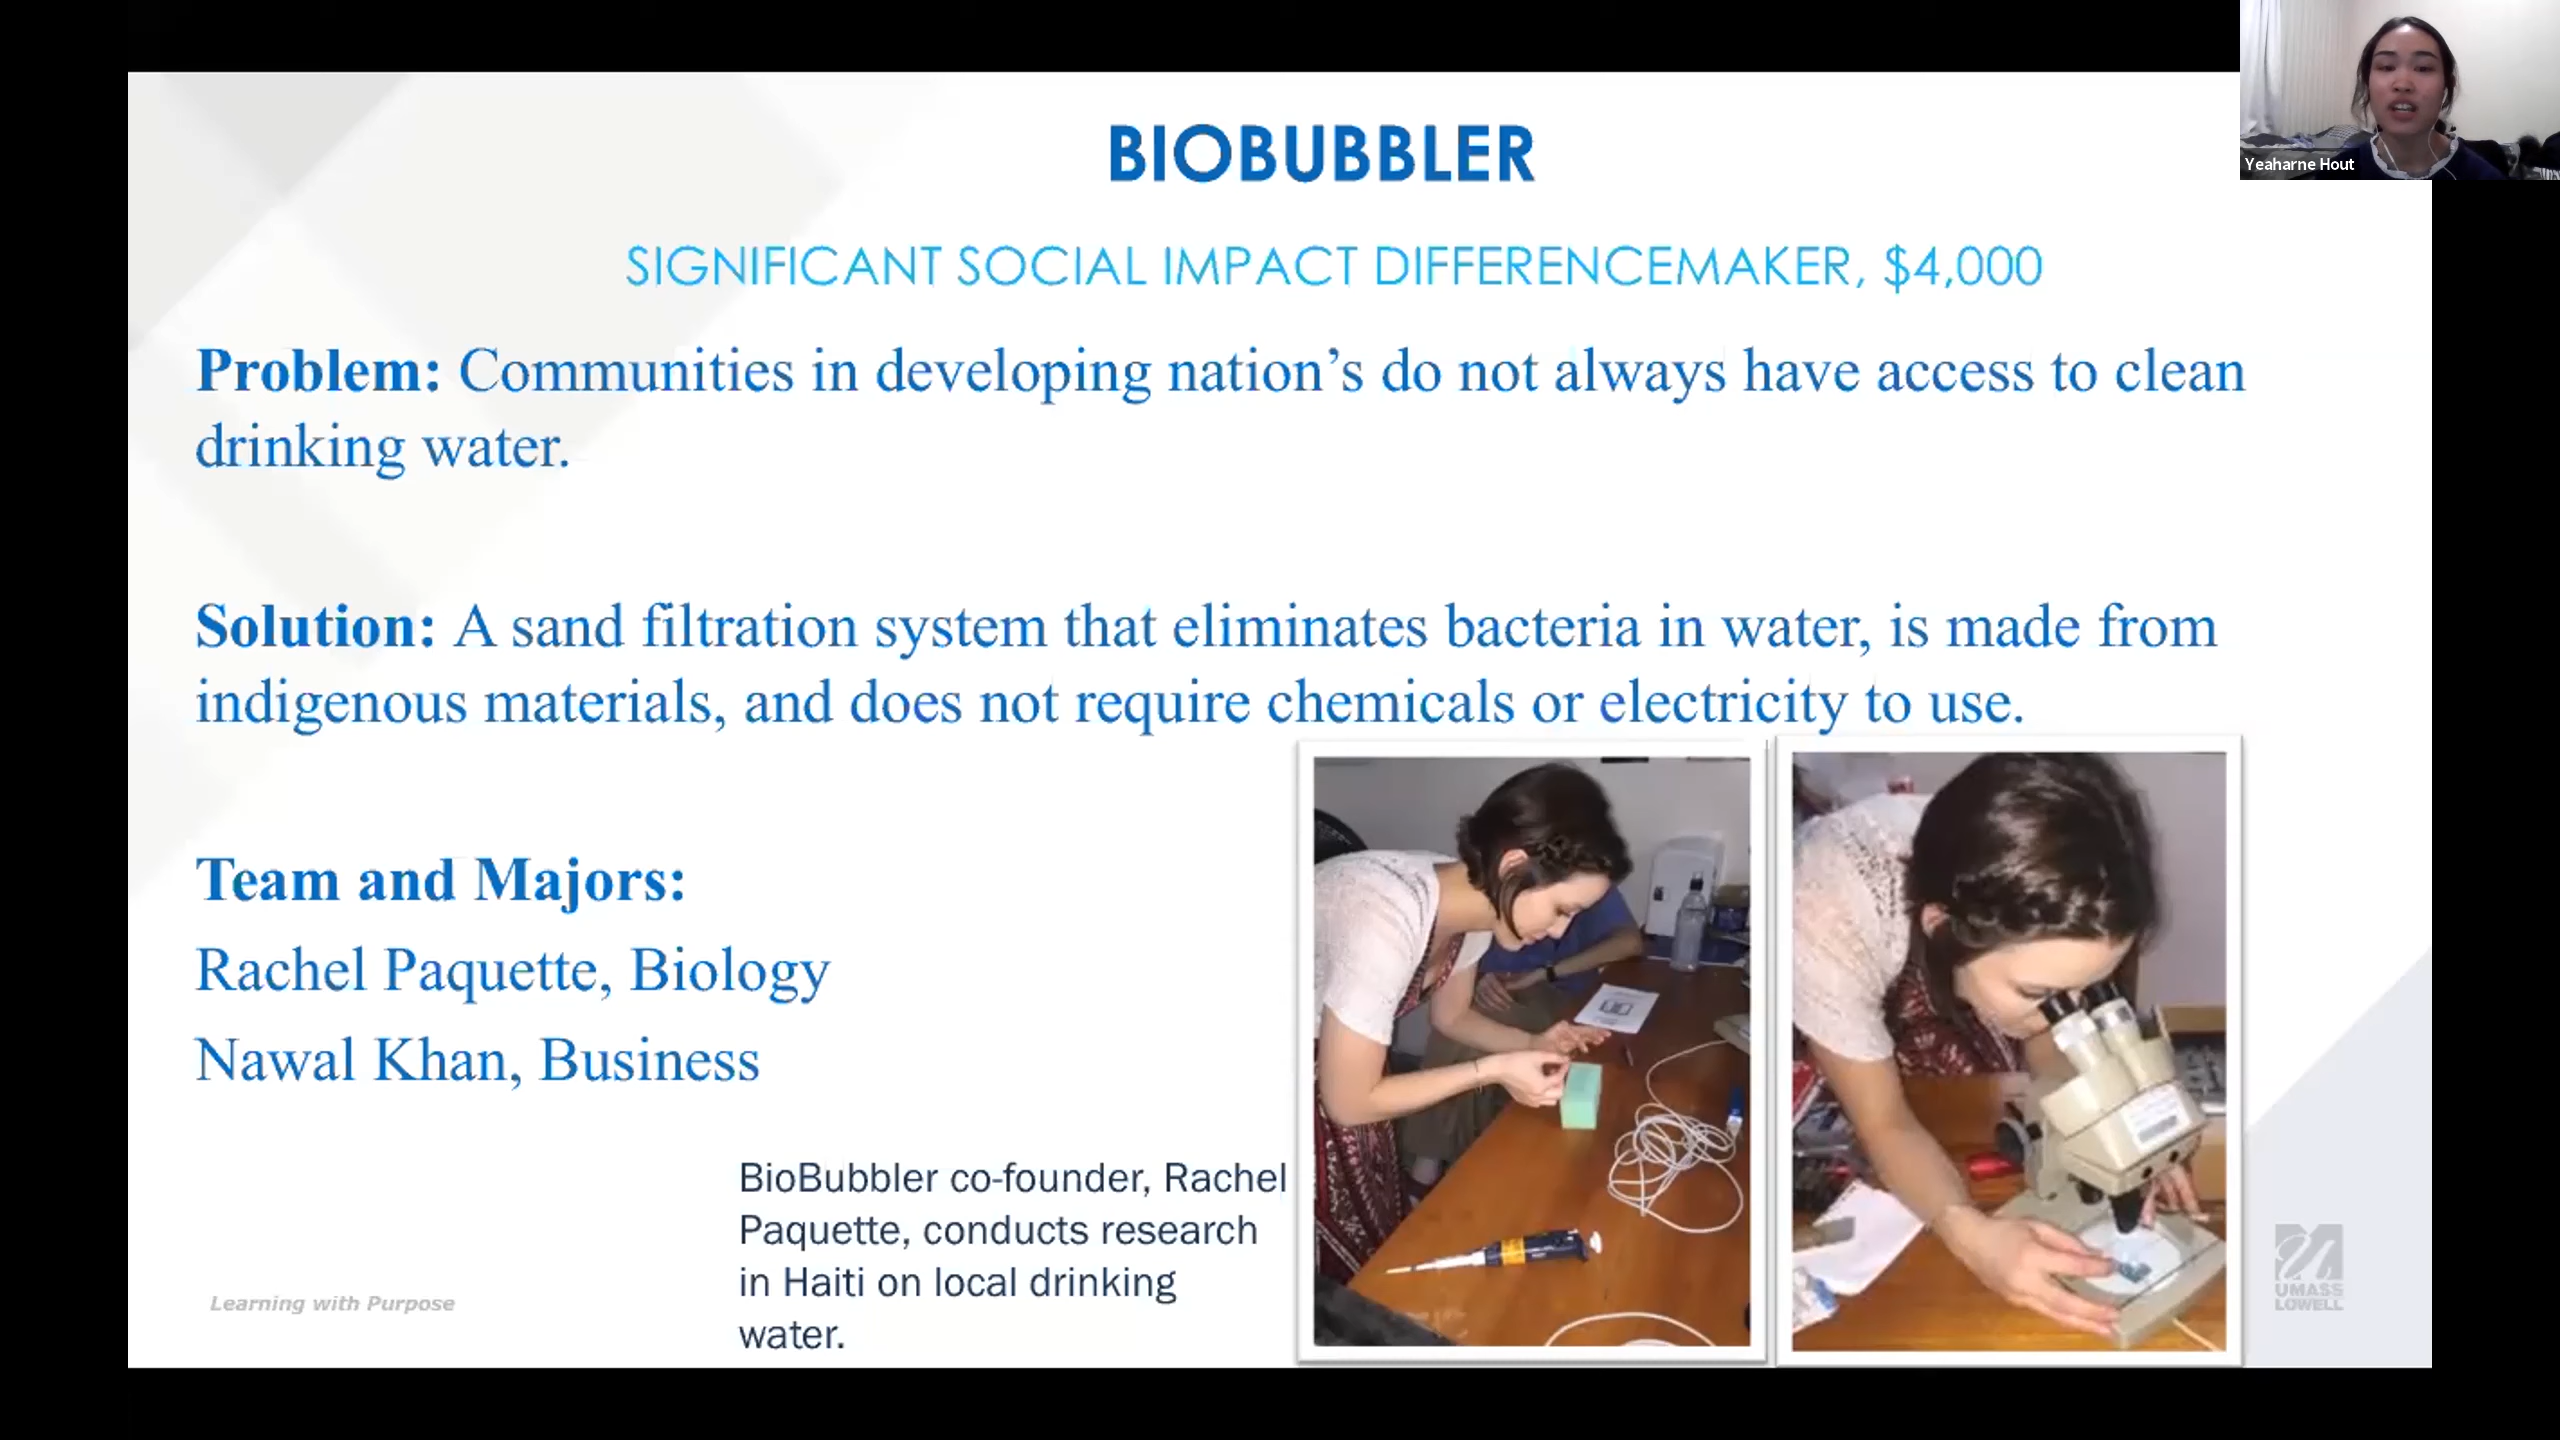 BIOBUBBLER
Yeaharne Hout
SIGNIFICANT SOCIAL IMPACT DIFFERENCEMAKER, $4,000
Problem: Communities in developing nation’s do not always have access to clean
drinking water.
Solution: A sand filtration system that eliminates bacteria in water, is made from
indigenous materials, and does not require chemicals or electricity to use.
Team and Majors:
Rachel Paquette, Biology
Nawal Khan, Business
BioBubbler co-founder, Rachel
Paquette, conducts research
in Haiti on local drinking
water.
Learning with Purpose
UMASS
LOWELL